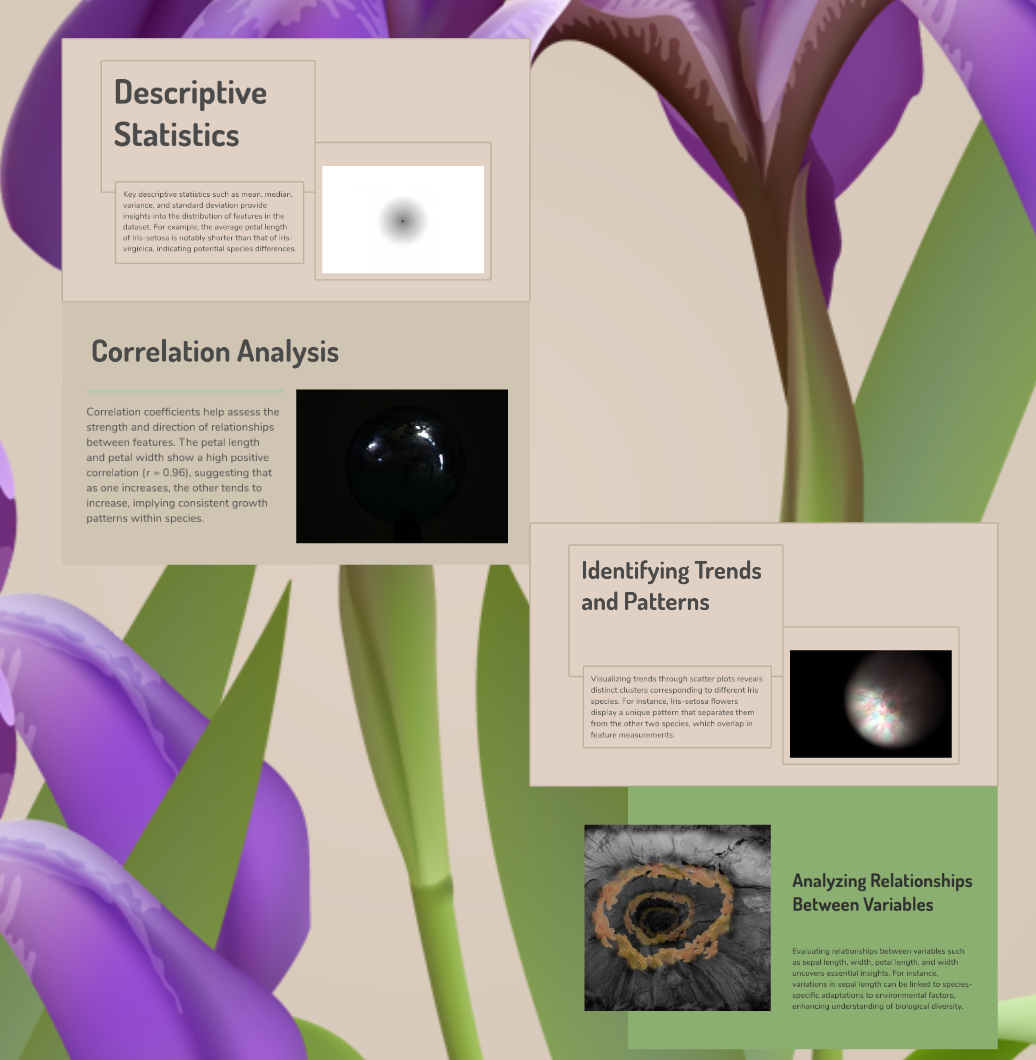 Descriptive
Statistics
Key descriptive statistics such as mean, median,
variance, and standard deviation provide
insights into the distribution of features in the
dataset. For example, the average petal length
of Iris-setosa is notably shorter than that of Iris-
virginica, indicating potential species differences.
Correlation Analysis
Correlation coefficients help assess the
strength and direction of relationships
between features. The petal length
and petal width show a high positive
correlation (r = 0.96), suggesting that
as one increases, the other tends to
increase, implying consistent growth
patterns within species.
Identifying Trends
and Patterns
Visualizing trends through scatter plots reveals
distinct clusters corresponding to different Iris
species. For instance, Iris-setosa flowers
display a unique pattern that separates them
from the other two species, which overlap in
feature measurements.
Analyzing Relationships
Between Variables
Evaluating relationships between variables such
as sepal length, width, petal length, and width
uncovers essential insights. For instance,
variations in sepal length can be linked to species-
specific adaptations to environmental factors,
enhancing understanding of biological diversity.